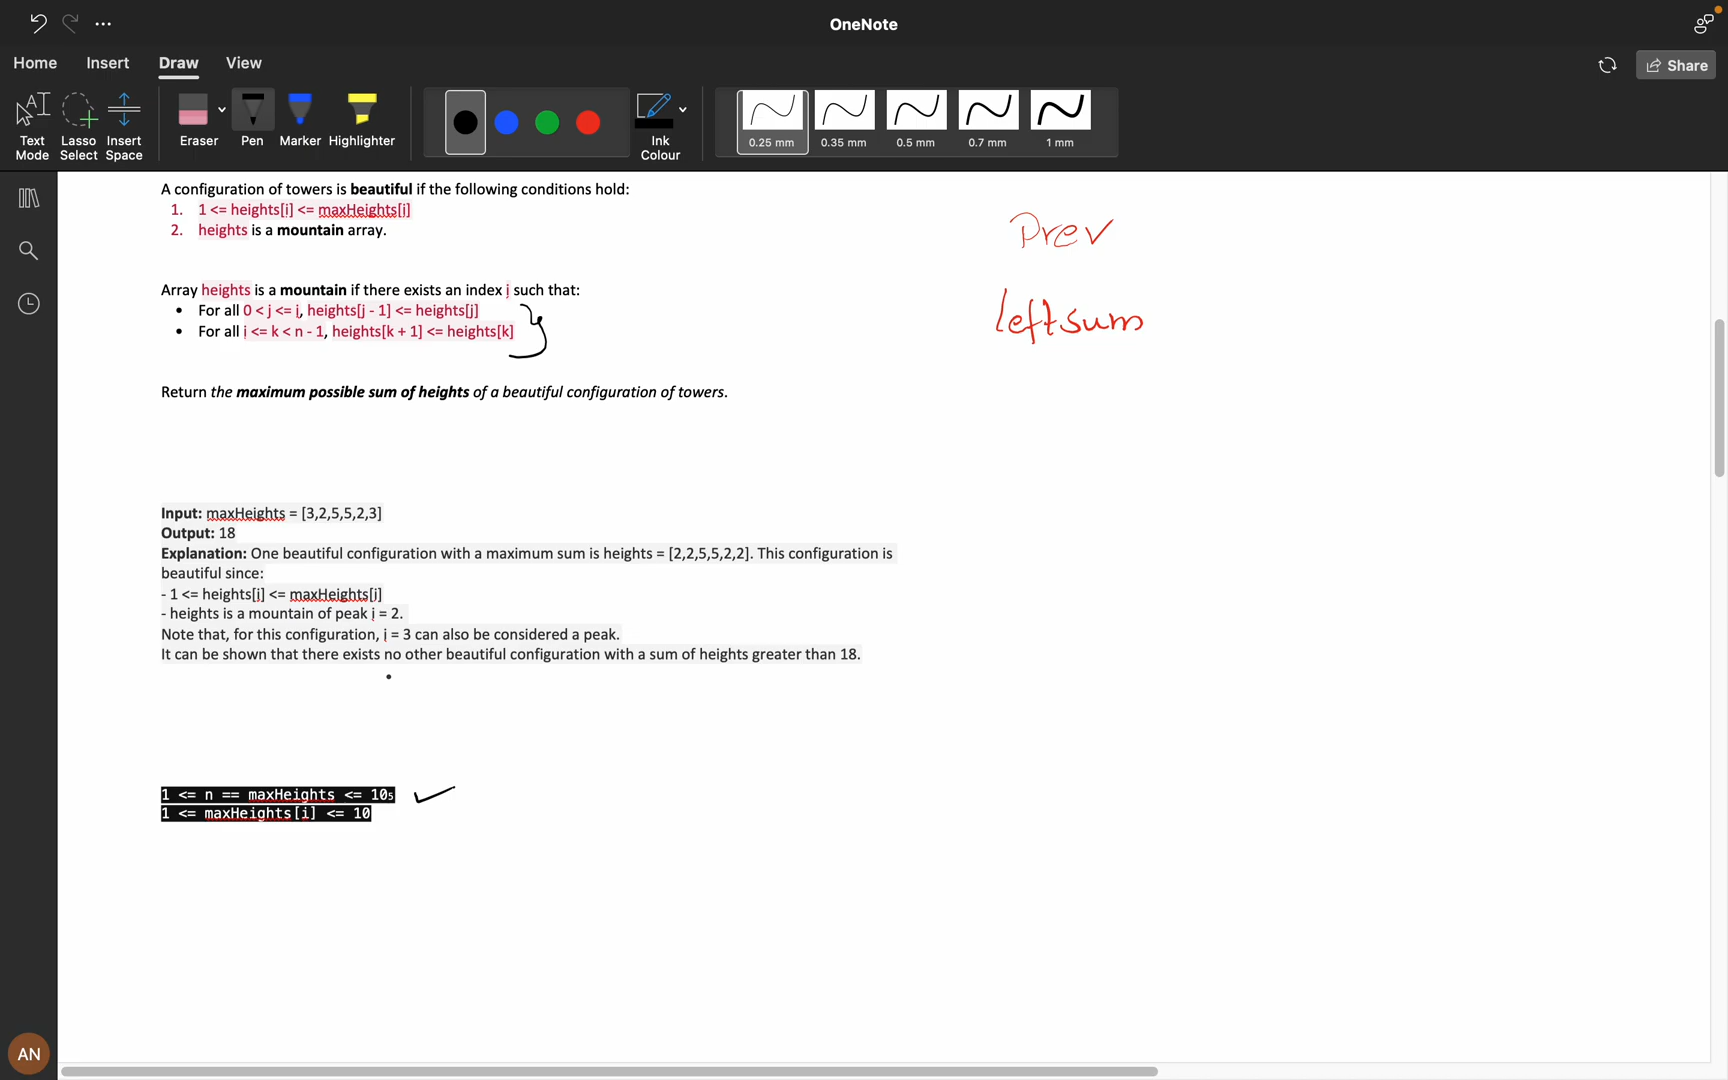 OneNote
Home Insert Draw View
Share
Text Mode
Lasso Select
Insert Space
Eraser
Pen
Marker
Highlighter
Ink Colour
0.25 mm
0.35 mm
0.5 mm
0.7 mm
1 mm
A configuration of towers is beautiful if the following conditions hold:
1. 1 <= heights[i] <= maxHeights[i]
2. heights is a mountain array.
Prev
Array heights is a mountain if there exists an index i such that:
• For all 0 < j <= i, heights[j - 1] <= heights[j]
• For all i <= k < n - 1, heights[k + 1] <= heights[k]
leftsum
Return the maximum possible sum of heights of a beautiful configuration of towers.
Input: maxHeights = [3,2,5,5,2,3]
Output: 18
Explanation: One beautiful configuration with a maximum sum is heights = [2,2,5,5,2,2]. This configuration is
beautiful since:
- 1 <= heights[i] <= maxHeights[i]
- heights is a mountain of peak i = 2.
Note that, for this configuration, i = 3 can also be considered a peak.
It can be shown that there exists no other beautiful configuration with a sum of heights greater than 18.
1 <= n == maxHeights <= 105
1 <= maxHeights[i] <= 10
AN